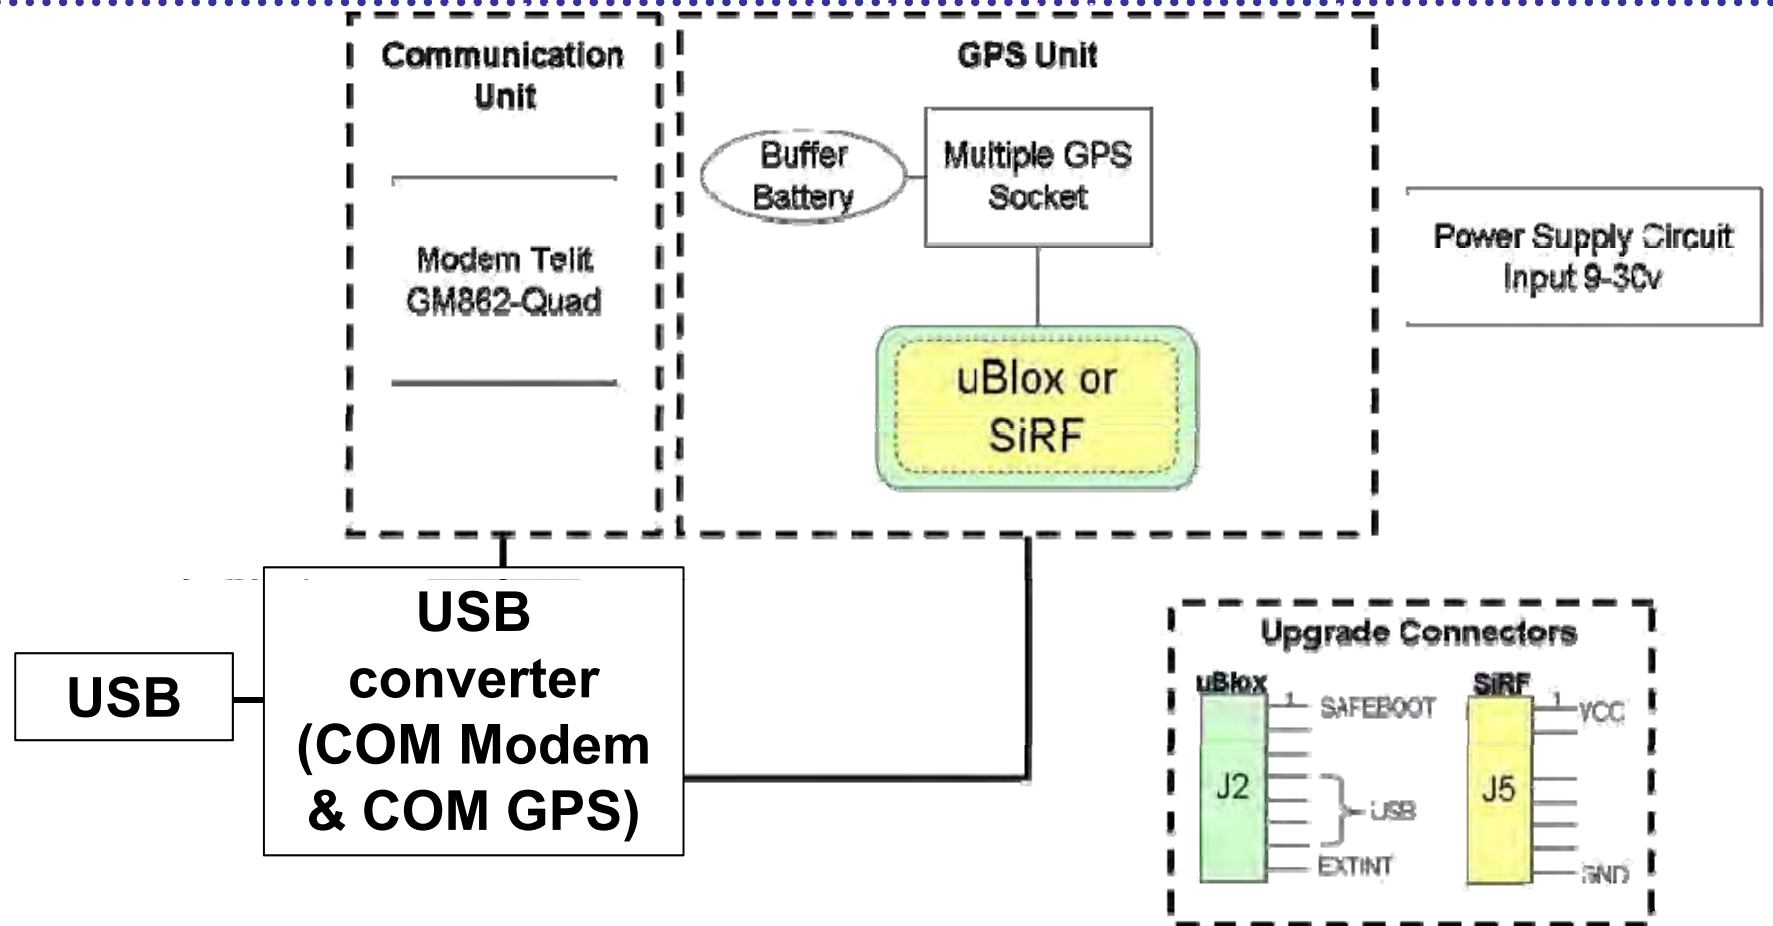 Communication
Unit
Modem Telit
GM862-Quad
GPS Unit
Buffer
Battery
Multiple GPS
Socket
uBlox or
SiRF
Power Supply Circuit
Input 9-30v
USB
USB
converter
(COM Modem
& COM GPS)
Upgrade Connectors
uBlox
1
SAFEBOOT
J2
USB
EXTINT
SiRF
1
VCC
J5
GND